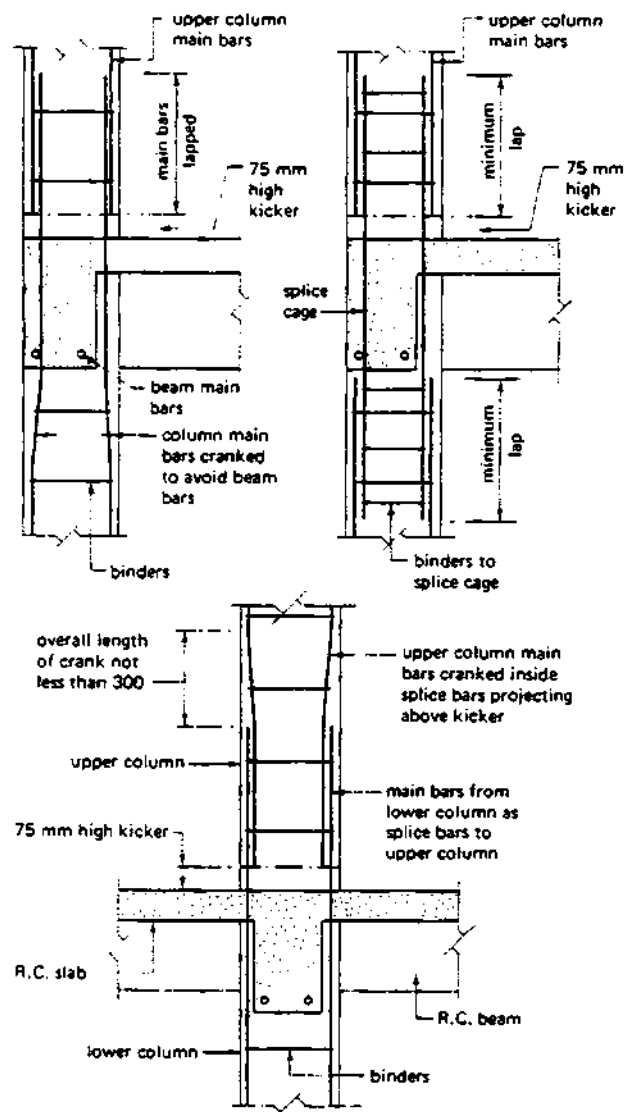 upper column
main bars
main bars
lapped
75 mm
high
kicker
beam main
bars
column main
bars cranked
to avoid beam
bars
binders
upper column
main bars
minimum
lap
75 mm
high
kicker
splice
cage
minimum
lap
binders to
splice cage
overall length
of crank not
less than 300
upper column main
bars cranked inside
splice bars projecting
above kicker
upper column
main bars from
lower column as
splice bars to
upper column
75 mm high kicker
R.C. slab
R.C. beam
lower column
binders